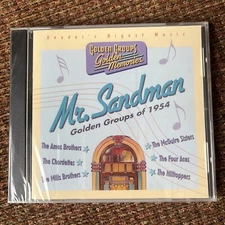 Reader's Digest Music
Golden Groups
Golden Memories
Mr. Sandman
Golden Groups of 1954
The Ames Brothers
The McGuire Sisters
The Chordettes
The Four Aces
The Mills Brothers
The Hilltoppers